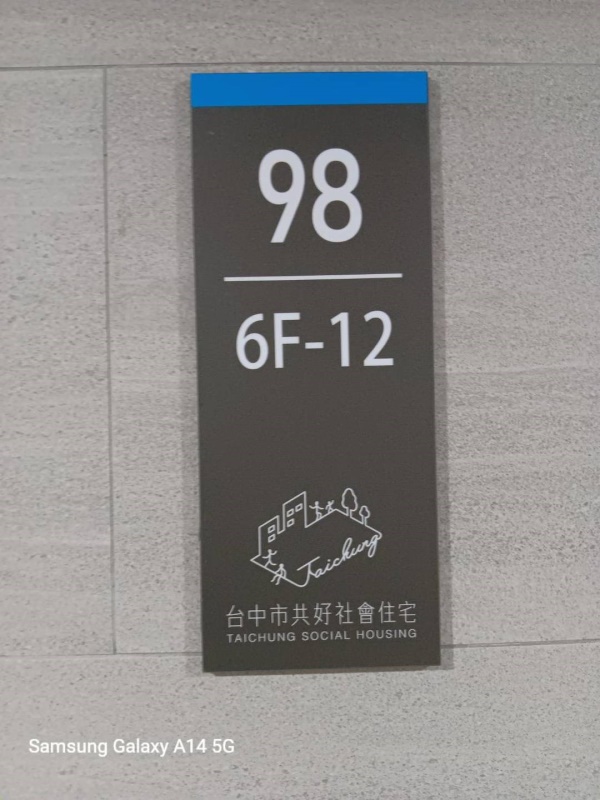 98
6F-12
Taichung
台中市共好社會住宅
TAICHUNG SOCIAL HOUSING
Samsung Galaxy A14 5G